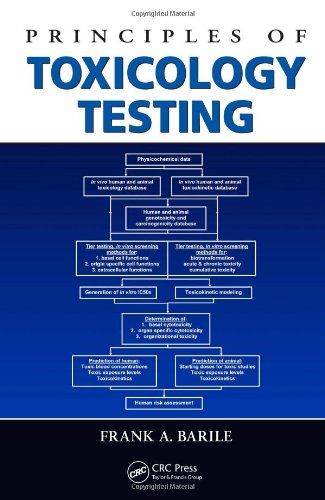 PRINCIPLES OF
TOXICOLOGY
TESTING
Physicochemical data
In vivo human and animal
toxicology database
In vivo human and animal
toxicokinetic database
Human and animal
genotoxicity and
carcinogenicity database
Tier testing, in vitro screening
methods for:
1. basal cell functions
2. origin specific cell functions
3. extracellular functions
Tier testing, in vitro screening
methods for:
biotransformation
acute & chronic toxicity
cumulative toxicity
Generation of in vitro IC50s
Toxicokinetic modeling
Determination of:
1. basal cytotoxicity
2. organ specific cytotoxicity
3. organizational toxicity
Prediction of human:
Toxic blood concentrations
Toxic exposure levels
Toxicokinetics
Prediction of animal:
Starting doses for toxic studies
Toxic exposure levels
Toxicokinetics
Human risk assessment
FRANK A. BARILE
CRC
CRC Press
Taylor & Francis Group